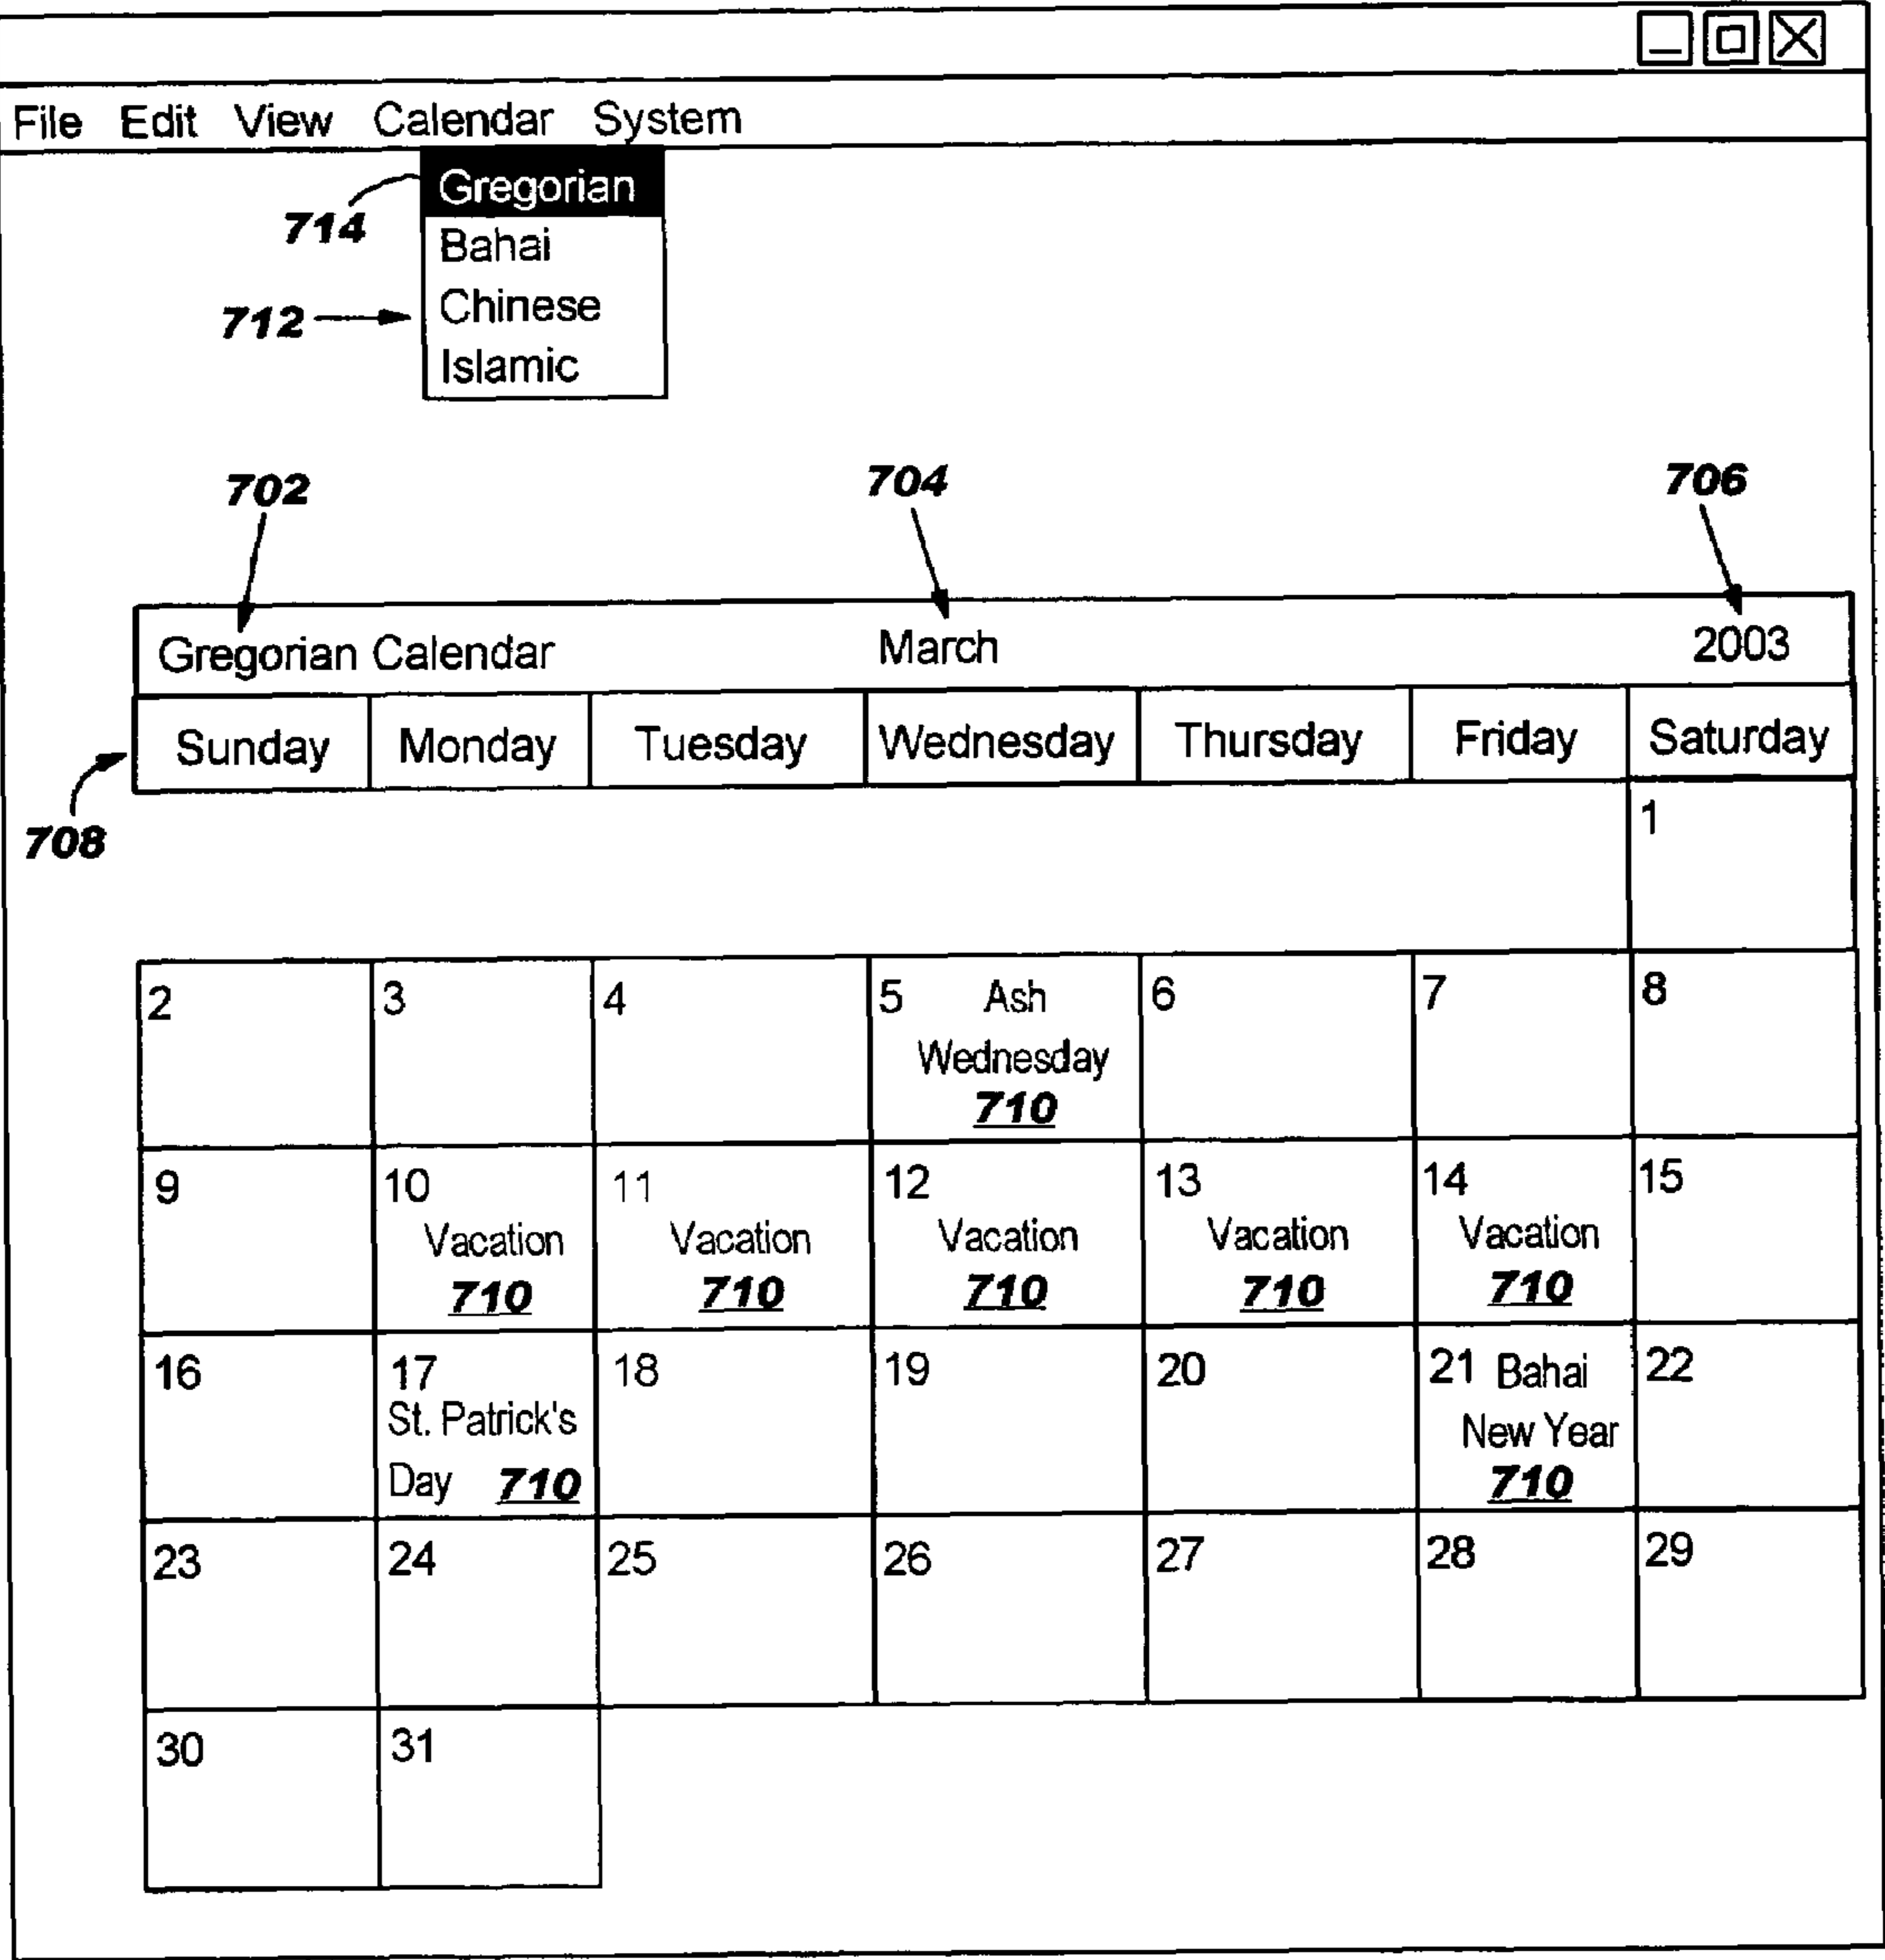 File Edit View Calendar System
Gregorian
714
Bahai
712
Chinese
Islamic
702 704 706
Gregorian Calendar March 2003
Sunday Monday Tuesday Wednesday Thursday Friday Saturday
708
1
2 3 4 5 Ash 6 7 8
Wednesday
710
9 10 11 12 13 14 15
Vacation Vacation Vacation Vacation Vacation
710 710 710 710 710
16 17 18 19 20 21 Bahai 22
St. Patrick's New Year
Day 710 710
23 24 25 26 27 28 29
30 31